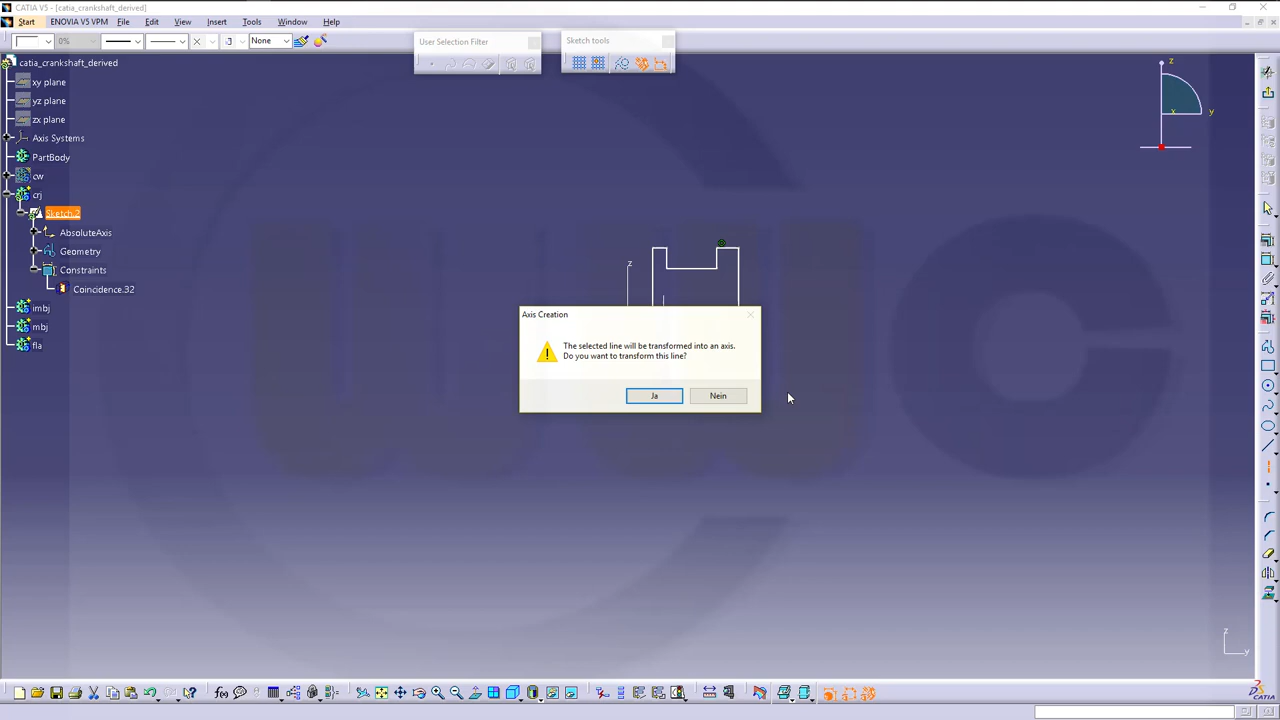 CATIA V5 - [catia_crankshaft_derived]
Start ENOVIA V5 VPM File Edit View Insert Tools Window Help
0% None
User Selection Filter
Sketch tools
catia_crankshaft_derived
xy plane
yz plane
zx plane
Axis Systems
PartBody
cw
crj
Sketch.2
AbsoluteAxis
Geometry
Constraints
Coincidence.32
imbj
mbj
fla
z
x
y
z
Axis Creation
The selected line will be transformed into an axis.
Do you want to transform this line?
Ja Nein
z
y
f(x)
CATIA